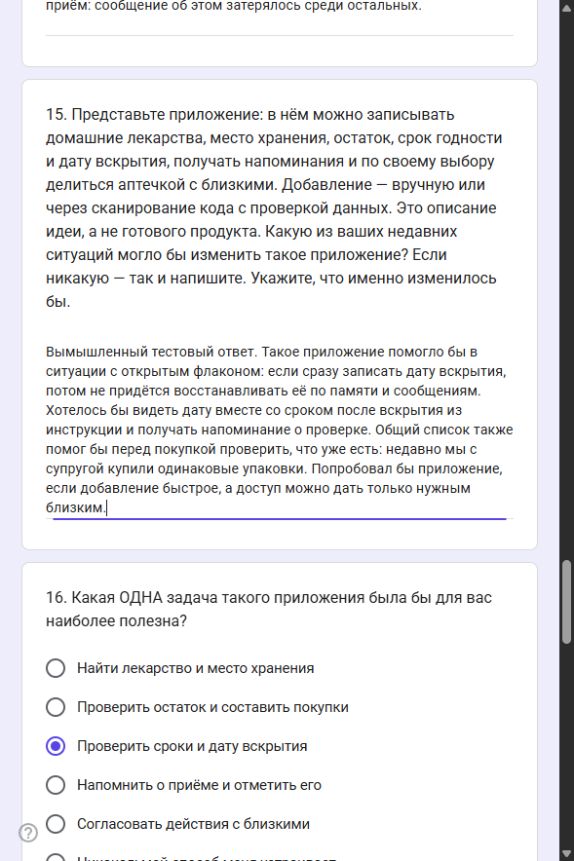 приём: сообщение об этом затерялось среди остальных.
15. Представьте приложение: в нём можно записывать
домашние лекарства, место хранения, остаток, срок годности
и дату вскрытия, получать напоминания и по своему выбору
делиться аптечкой с близкими. Добавление — вручную или
через сканирование кода с проверкой данных. Это описание
идеи, а не готового продукта. Какую из ваших недавних
ситуаций могло бы изменить такое приложение? Если
никакую — так и напишите. Укажите, что именно изменилось
бы.
Вымышленный тестовый ответ. Такое приложение помогло бы в
ситуации с открытым флаконом: если сразу записать дату вскрытия,
потом не придётся восстанавливать её по памяти и сообщениям.
Хотелось бы видеть дату вместе со сроком после вскрытия из
инструкции и получать напоминание о проверке. Общий список также
помог бы перед покупкой проверить, что уже есть: недавно мы с
супругой купили одинаковые упаковки. Попробовал бы приложение,
если добавление быстрое, а доступ можно дать только нужным
близким.
16. Какая ОДНА задача такого приложения была бы для вас
наиболее полезна?
Найти лекарство и место хранения
Проверить остаток и составить покупки
Проверить сроки и дату вскрытия
Напомнить о приёме и отметить его
Согласовать действия с близкими